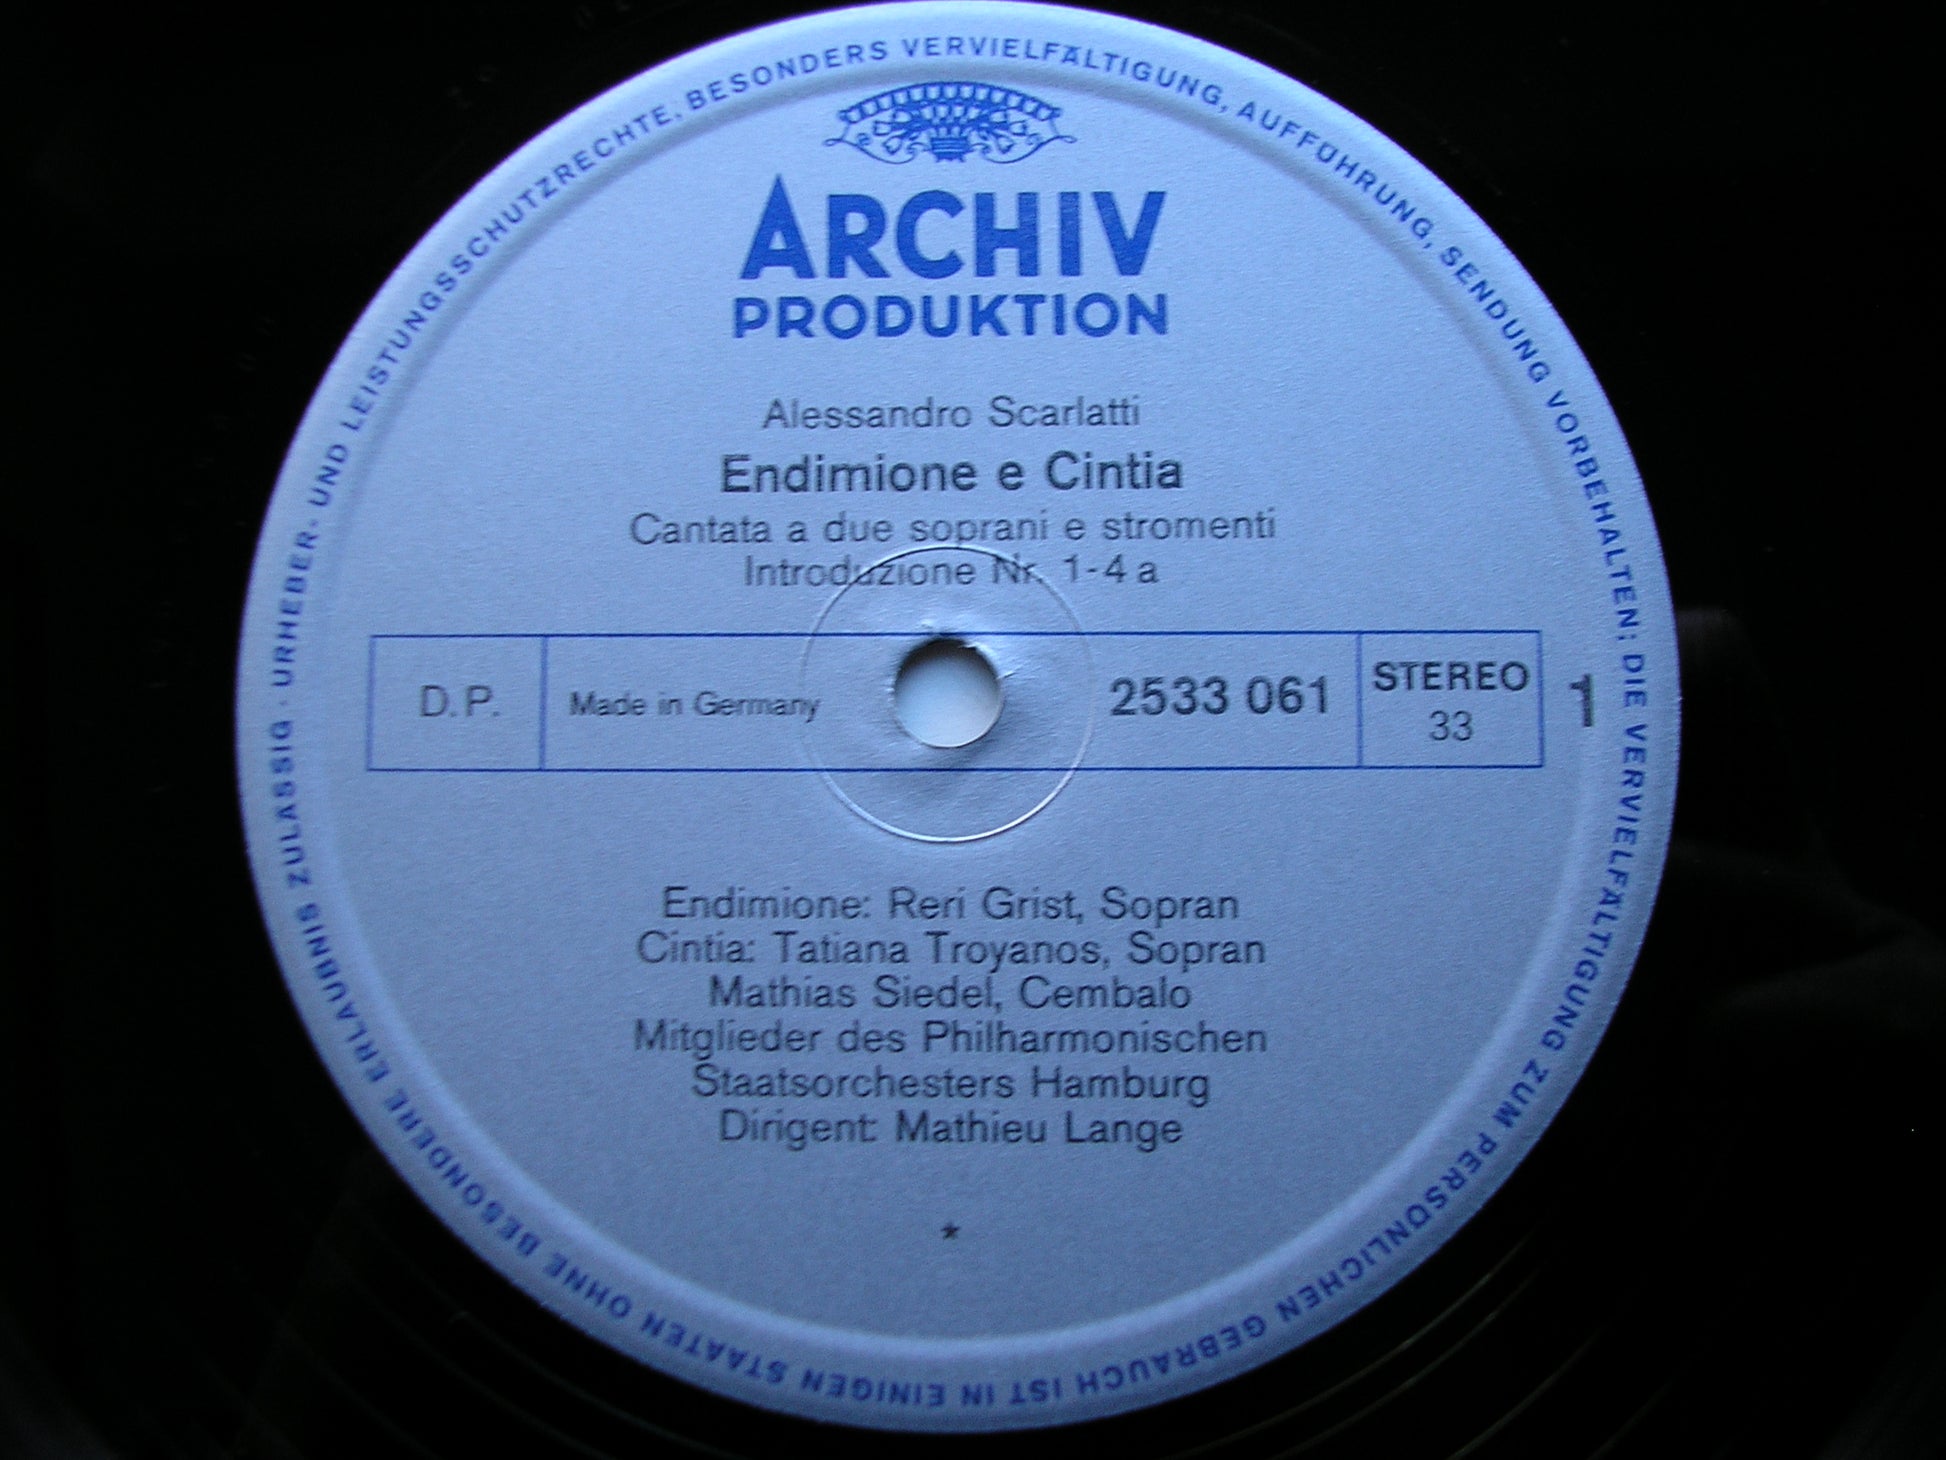 URHEBER- UND LEISTUNGSSCHUTZRECHTE, BESONDERS VERVIELFÄLTIGUNG, AUFFÜHRUNG, SENDUNG VORBEHALTEN; DIE VERVIELFÄLTIGUNG ZUM PERSÖNLICHEN GEBRAUCH IST IN EINIGEN STAATEN OHNE BESONDERE ERLAUBNIS ZULÄSSIG ·
ARCHIV
PRODUKTION
Alessandro Scarlatti
Endimione e Cintia
Cantata a due soprani e stromenti
Introduzione Nr. 1-4 a
D.P. Made in Germany 2533 061 STEREO 1
33
Endimione: Reri Grist, Sopran
Cintia: Tatiana Troyanos, Sopran
Mathias Siedel, Cembalo
Mitglieder des Philharmonischen
Staatsorchesters Hamburg
Dirigent: Mathieu Lange
*